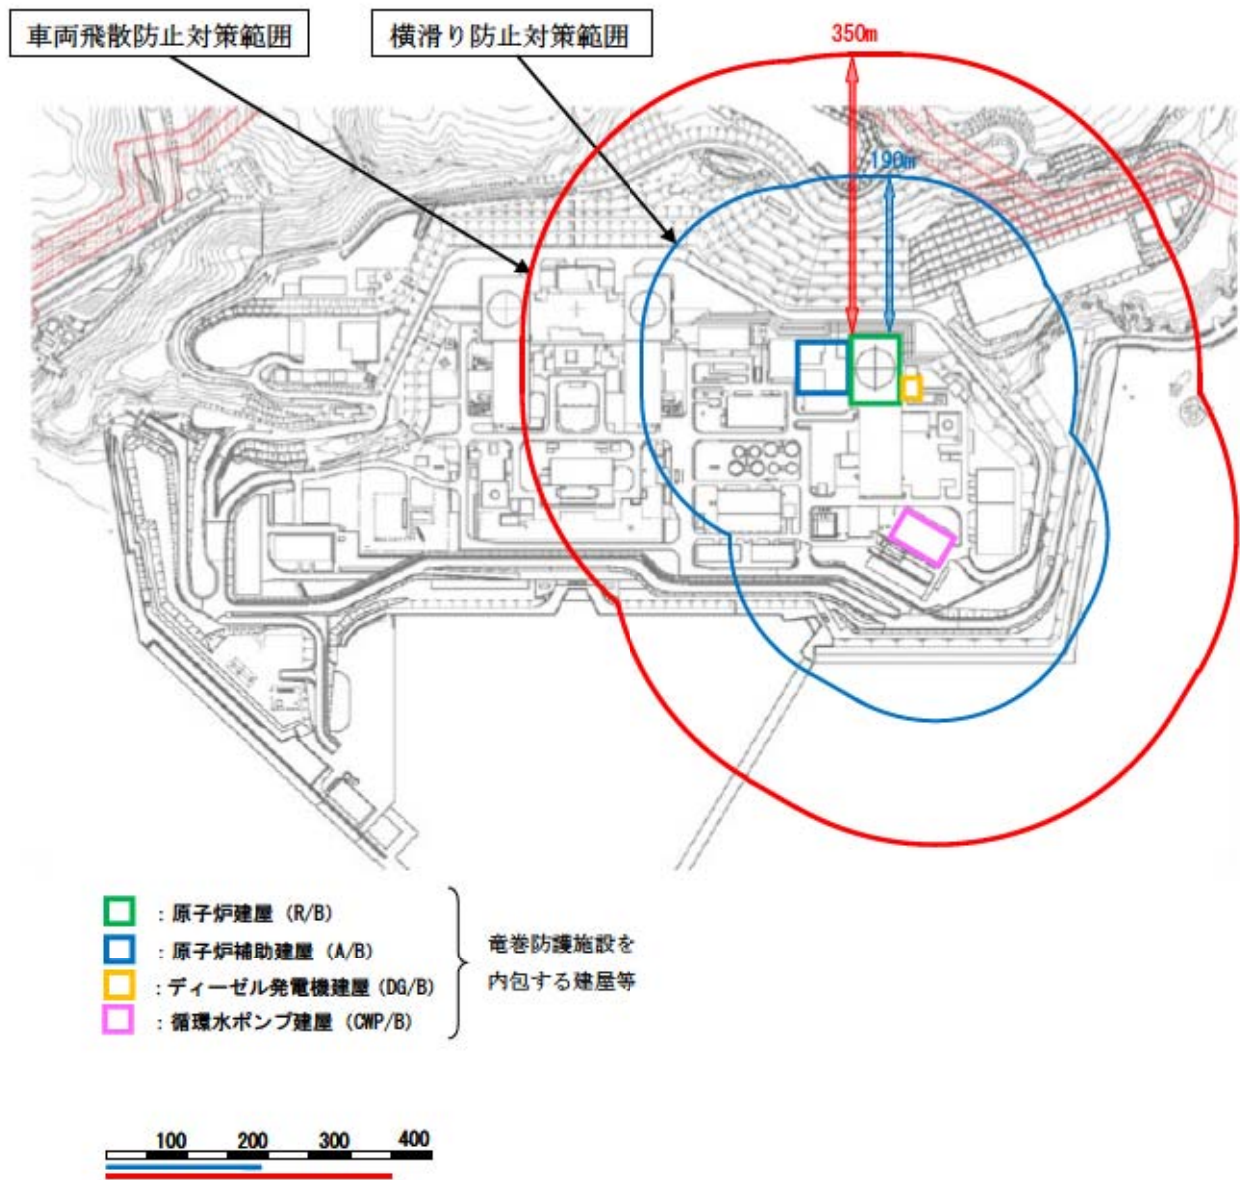 車両飛散防止対策範囲
横滑り防止対策範囲
350m
190m
：原子炉建屋 (R/B)
：原子炉補助建屋 (A/B)
：ディーゼル発電機建屋 (DG/B)
：循環水ポンプ建屋 (CWP/B)
竜巻防護施設を
内包する建屋等
100 200 300 400